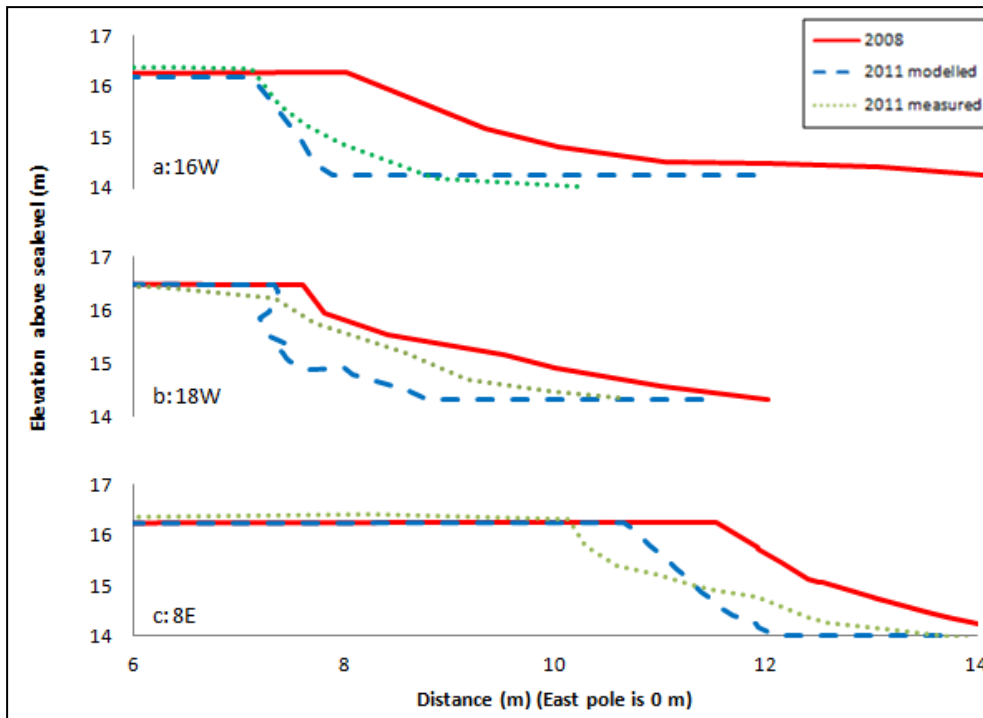 17
16
15
14
a:16W
2008
2011 modelled
2011 measured
Elevation above sealevel (m)
17
16
15
14
b:18W
17
16
15
14
c:8E
6
8
10
12
14
Distance (m) (East pole is 0 m)